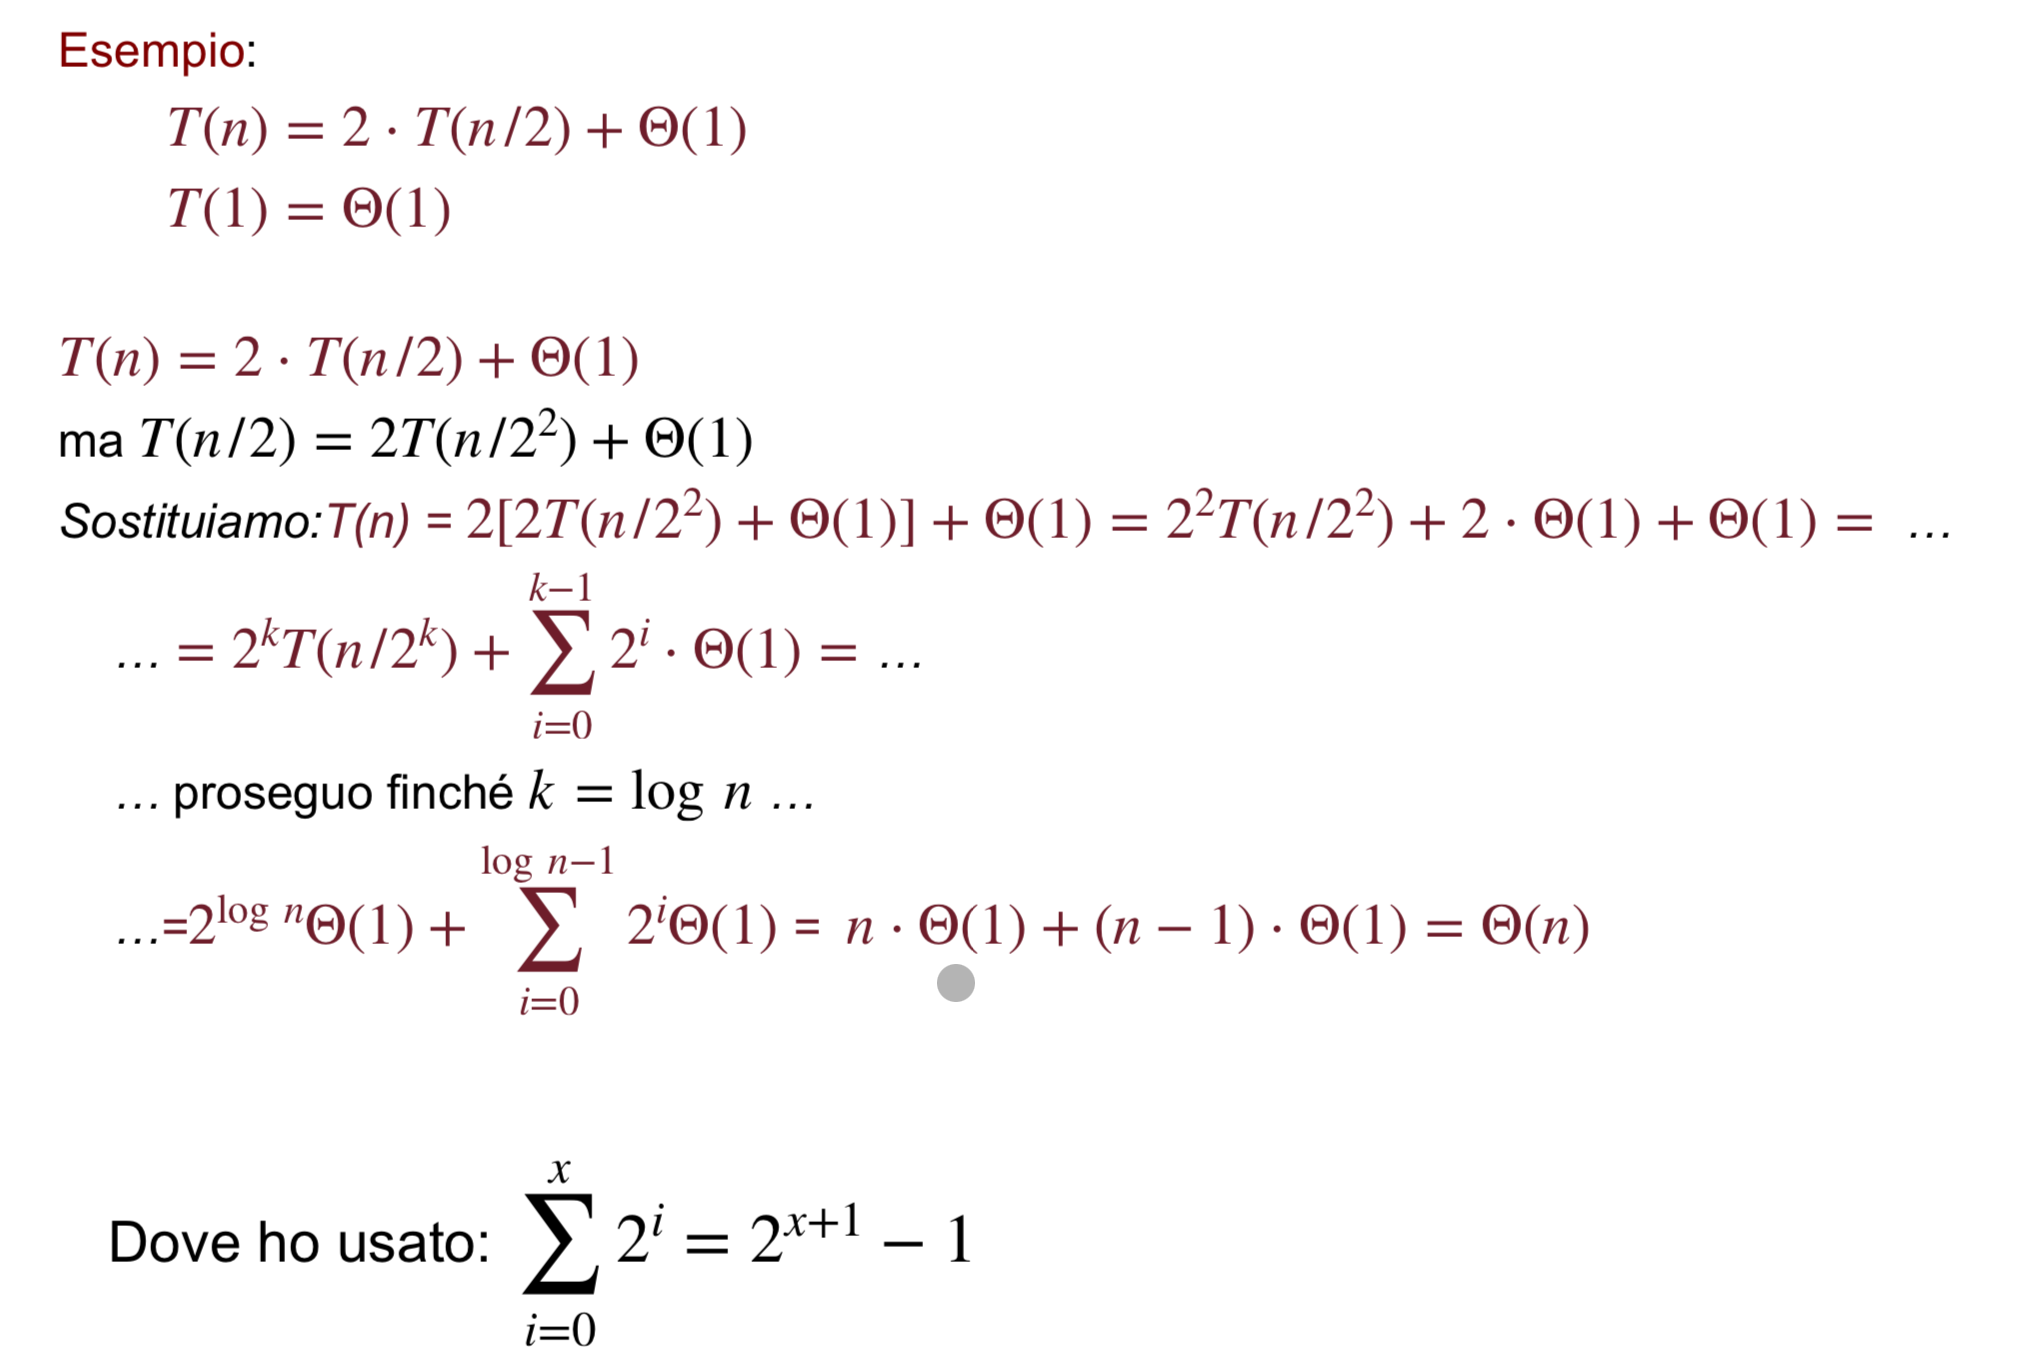 Esempio:
T(n) = 2 · T(n/2) + Θ(1)
T(1) = Θ(1)
T(n) = 2 · T(n/2) + Θ(1)
ma T(n/2) = 2T(n/2²) + Θ(1)
Sostituiamo: T(n) = 2[2T(n/2²) + Θ(1)] + Θ(1) = 2²T(n/2²) + 2 · Θ(1) + Θ(1) = …
… = 2^k T(n/2^k) + ∑_{i=0}^{k−1} 2^i · Θ(1) = …
… proseguo finché k = log n …
…=2^{log n}Θ(1) + ∑_{i=0}^{log n−1} 2^i Θ(1) = n · Θ(1) + (n − 1) · Θ(1) = Θ(n)
Dove ho usato: ∑_{i=0}^{x} 2^i = 2^{x+1} − 1